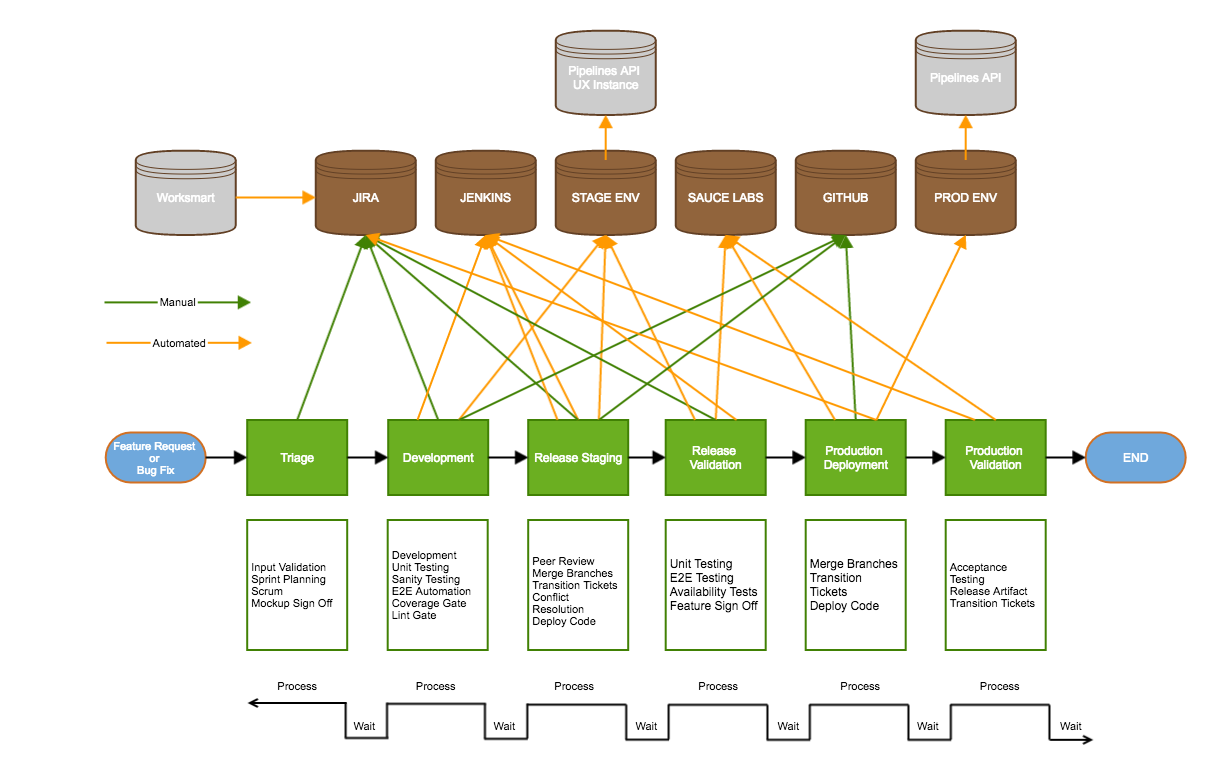 Pipelines API
UX Instance
Pipelines API
Worksmart
JIRA
JENKINS
STAGE ENV
SAUCE LABS
GITHUB
PROD ENV
Manual
Automated
Feature Request
or
Bug Fix
Triage
Development
Release Staging
Release
Validation
Production
Deployment
Production
Validation
END
Input Validation
Sprint Planning
Scrum
Mockup Sign Off
Development
Unit Testing
Sanity Testing
E2E Automation
Coverage Gate
Lint Gate
Peer Review
Merge Branches
Transition Tickets
Conflict
Resolution
Deploy Code
Unit Testing
E2E Testing
Availability Tests
Feature Sign Off
Merge Branches
Transition
Tickets
Deploy Code
Acceptance
Testing
Release Artifact
Transition Tickets
Process
Process
Process
Process
Process
Process
Wait
Wait
Wait
Wait
Wait
Wait